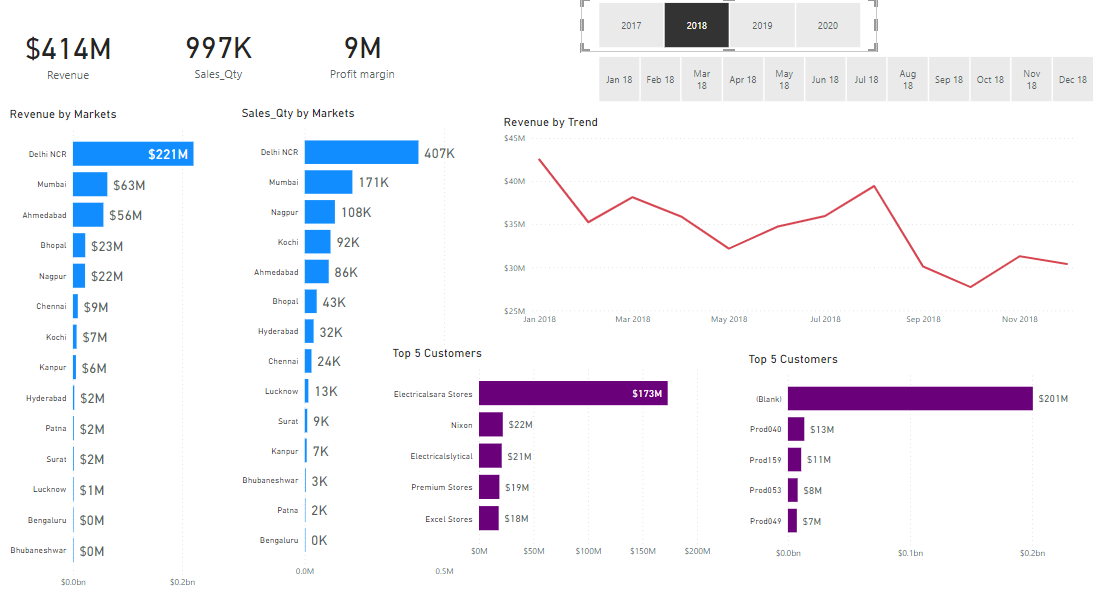 2017 2018 2019 2020
$414M 997K 9M
Revenue Sales_Qty Profit margin
Jan 18 Feb 18 Mar 18 Apr 18 May 18 Jun 18 Jul 18 Aug 18 Sep 18 Oct 18 Nov 18 Dec 18
Revenue by Markets
Delhi NCR $221M
Mumbai $63M
Ahmedabad $56M
Bhopal $23M
Nagpur $22M
Chennai $9M
Kochi $7M
Kanpur $6M
Hyderabad $2M
Patna $2M
Surat $2M
Lucknow $1M
Bengaluru $0M
Bhubaneshwar $0M
$0.0bn $0.2bn
Sales_Qty by Markets
Delhi NCR 407K
Mumbai 171K
Nagpur 108K
Kochi 92K
Ahmedabad 86K
Bhopal 43K
Hyderabad 32K
Chennai 24K
Lucknow 13K
Surat 9K
Kanpur 7K
Bhubaneshwar 3K
Patna 2K
Bengaluru 0K
0.0M 0.5M
Revenue by Trend
$45M
$40M
$35M
$30M
$25M
Jan 2018 Mar 2018 May 2018 Jul 2018 Sep 2018 Nov 2018
Top 5 Customers
Electricalsara Stores $173M
Nixon $22M
Electricalslytical $21M
Premium Stores $19M
Excel Stores $18M
$0M $50M $100M $150M $200M
Top 5 Customers
(Blank) $201M
Prod040 $13M
Prod159 $11M
Prod053 $8M
Prod049 $7M
$0.0bn $0.1bn $0.2bn